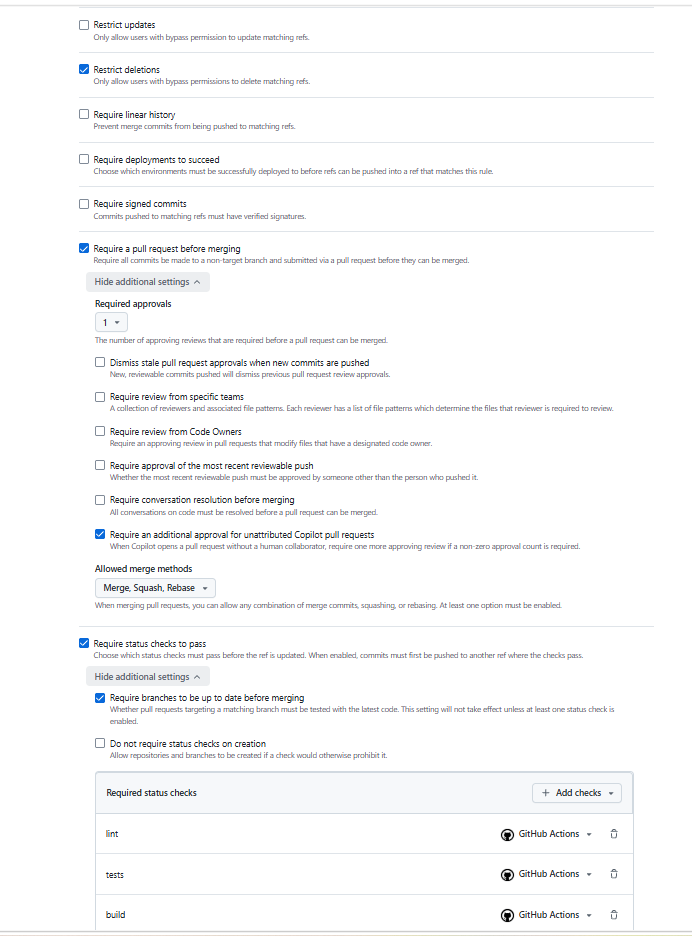 Restrict updates
Only allow users with bypass permission to update matching refs.
Restrict deletions
Only allow users with bypass permissions to delete matching refs.
Require linear history
Prevent merge commits from being pushed to matching refs.
Require deployments to succeed
Choose which environments must be successfully deployed to before refs can be pushed into a ref that matches this rule.
Require signed commits
Commits pushed to matching refs must have verified signatures.
Require a pull request before merging
Require all commits be made to a non-target branch and submitted via a pull request before they can be merged.
Hide additional settings
Required approvals
1
The number of approving reviews that are required before a pull request can be merged.
Dismiss stale pull request approvals when new commits are pushed
New, reviewable commits pushed will dismiss previous pull request review approvals.
Require review from specific teams
A collection of reviewers and associated file patterns. Each reviewer has a list of file patterns which determine the files that reviewer is required to review.
Require review from Code Owners
Require an approving review in pull requests that modify files that have a designated code owner.
Require approval of the most recent reviewable push
Whether the most recent reviewable push must be approved by someone other than the person who pushed it.
Require conversation resolution before merging
All conversations on code must be resolved before a pull request can be merged.
Require an additional approval for unattributed Copilot pull requests
When Copilot opens a pull request without a human collaborator, require one more approving review if a non-zero approval count is required.
Allowed merge methods
Merge, Squash, Rebase
When merging pull requests, you can allow any combination of merge commits, squashing, or rebasing. At least one option must be enabled.
Require status checks to pass
Choose which status checks must pass before the ref is updated. When enabled, commits must first be pushed to another ref where the checks pass.
Hide additional settings
Require branches to be up to date before merging
Whether pull requests targeting a matching branch must be tested with the latest code. This setting will not take effect unless at least one status check is
enabled.
Do not require status checks on creation
Allow repositories and branches to be created if a check would otherwise prohibit it.
Required status checks + Add checks
lint GitHub Actions
tests GitHub Actions
build GitHub Actions